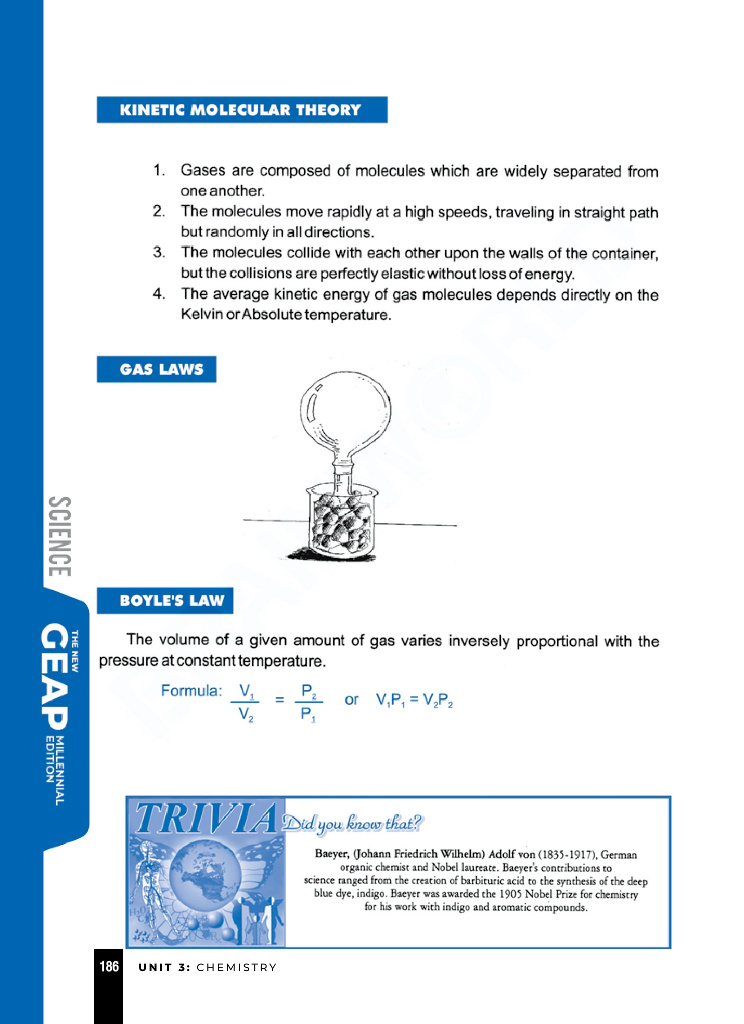 KINETIC MOLECULAR THEORY
1. Gases are composed of molecules which are widely separated from
one another.
2. The molecules move rapidly at a high speeds, traveling in straight path
but randomly in all directions.
3. The molecules collide with each other upon the walls of the container,
but the collisions are perfectly elastic without loss of energy.
4. The average kinetic energy of gas molecules depends directly on the
Kelvin or Absolute temperature.
GAS LAWS
SCIENCE
BOYLE'S LAW
The volume of a given amount of gas varies inversely proportional with the
pressure at constant temperature.
Formula: V₁/V₂ = P₂/P₁ or V₁P₁ = V₂P₂
THE NEW
GEAP
MILLENNIAL
EDITION
TRIVIA Did you know that?
Baeyer, (Johann Friedrich Wilhelm) Adolf von (1835-1917), German
organic chemist and Nobel laureate. Baeyer's contributions to
science ranged from the creation of barbituric acid to the synthesis of the deep
blue dye, indigo. Baeyer was awarded the 1905 Nobel Prize for chemistry
for his work with indigo and aromatic compounds.
186 UNIT 3: CHEMISTRY